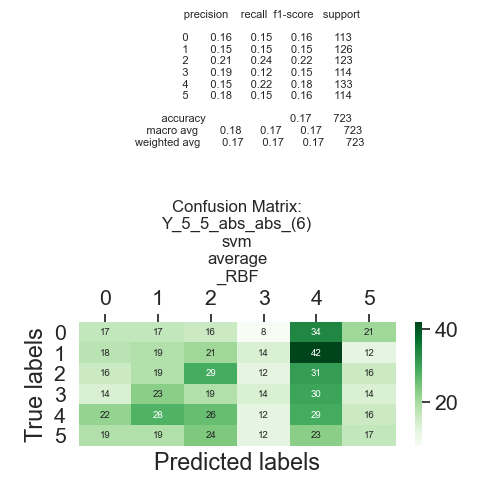 precision recall f1-score support
0 0.16 0.15 0.16 113
1 0.15 0.15 0.15 126
2 0.21 0.24 0.22 123
3 0.19 0.12 0.15 114
4 0.15 0.22 0.18 133
5 0.18 0.15 0.16 114
accuracy 0.17 723
macro avg 0.18 0.17 0.17 723
weighted avg 0.17 0.17 0.17 723
Confusion Matrix:
Y_5_5_abs_abs_(6)
svm
average
_RBF
0 1 2 3 4 5
True labels
0 17 17 16 8 34 21
1 18 19 21 14 42 12
2 16 19 29 12 31 16
3 14 23 19 14 30 14
4 22 28 26 12 29 16
5 19 19 24 12 23 17
Predicted labels
40
20